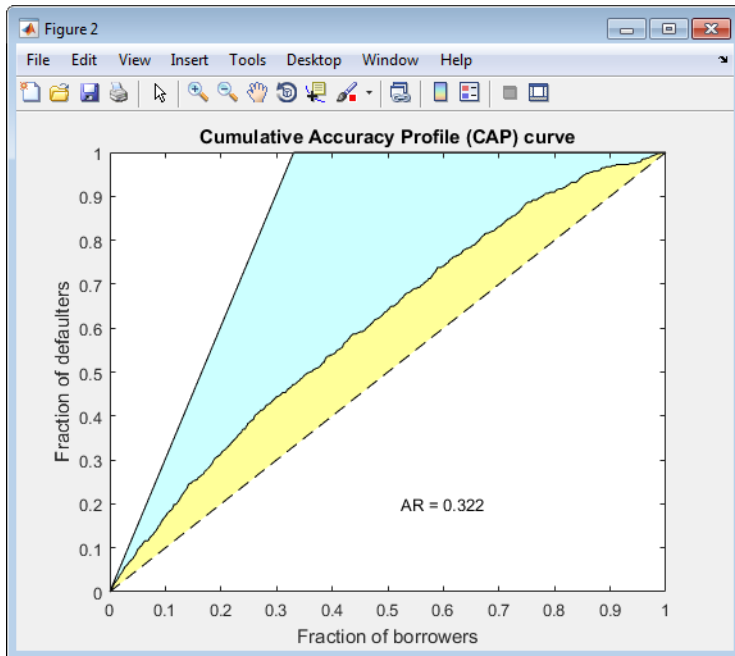 Figure 2
File Edit View Insert Tools Desktop Window Help
Cumulative Accuracy Profile (CAP) curve
1
0.9
0.8
0.7
0.6
0.5
0.4
0.3
0.2
0.1
0
Fraction of defaulters
AR = 0.322
0 0.1 0.2 0.3 0.4 0.5 0.6 0.7 0.8 0.9 1
Fraction of borrowers